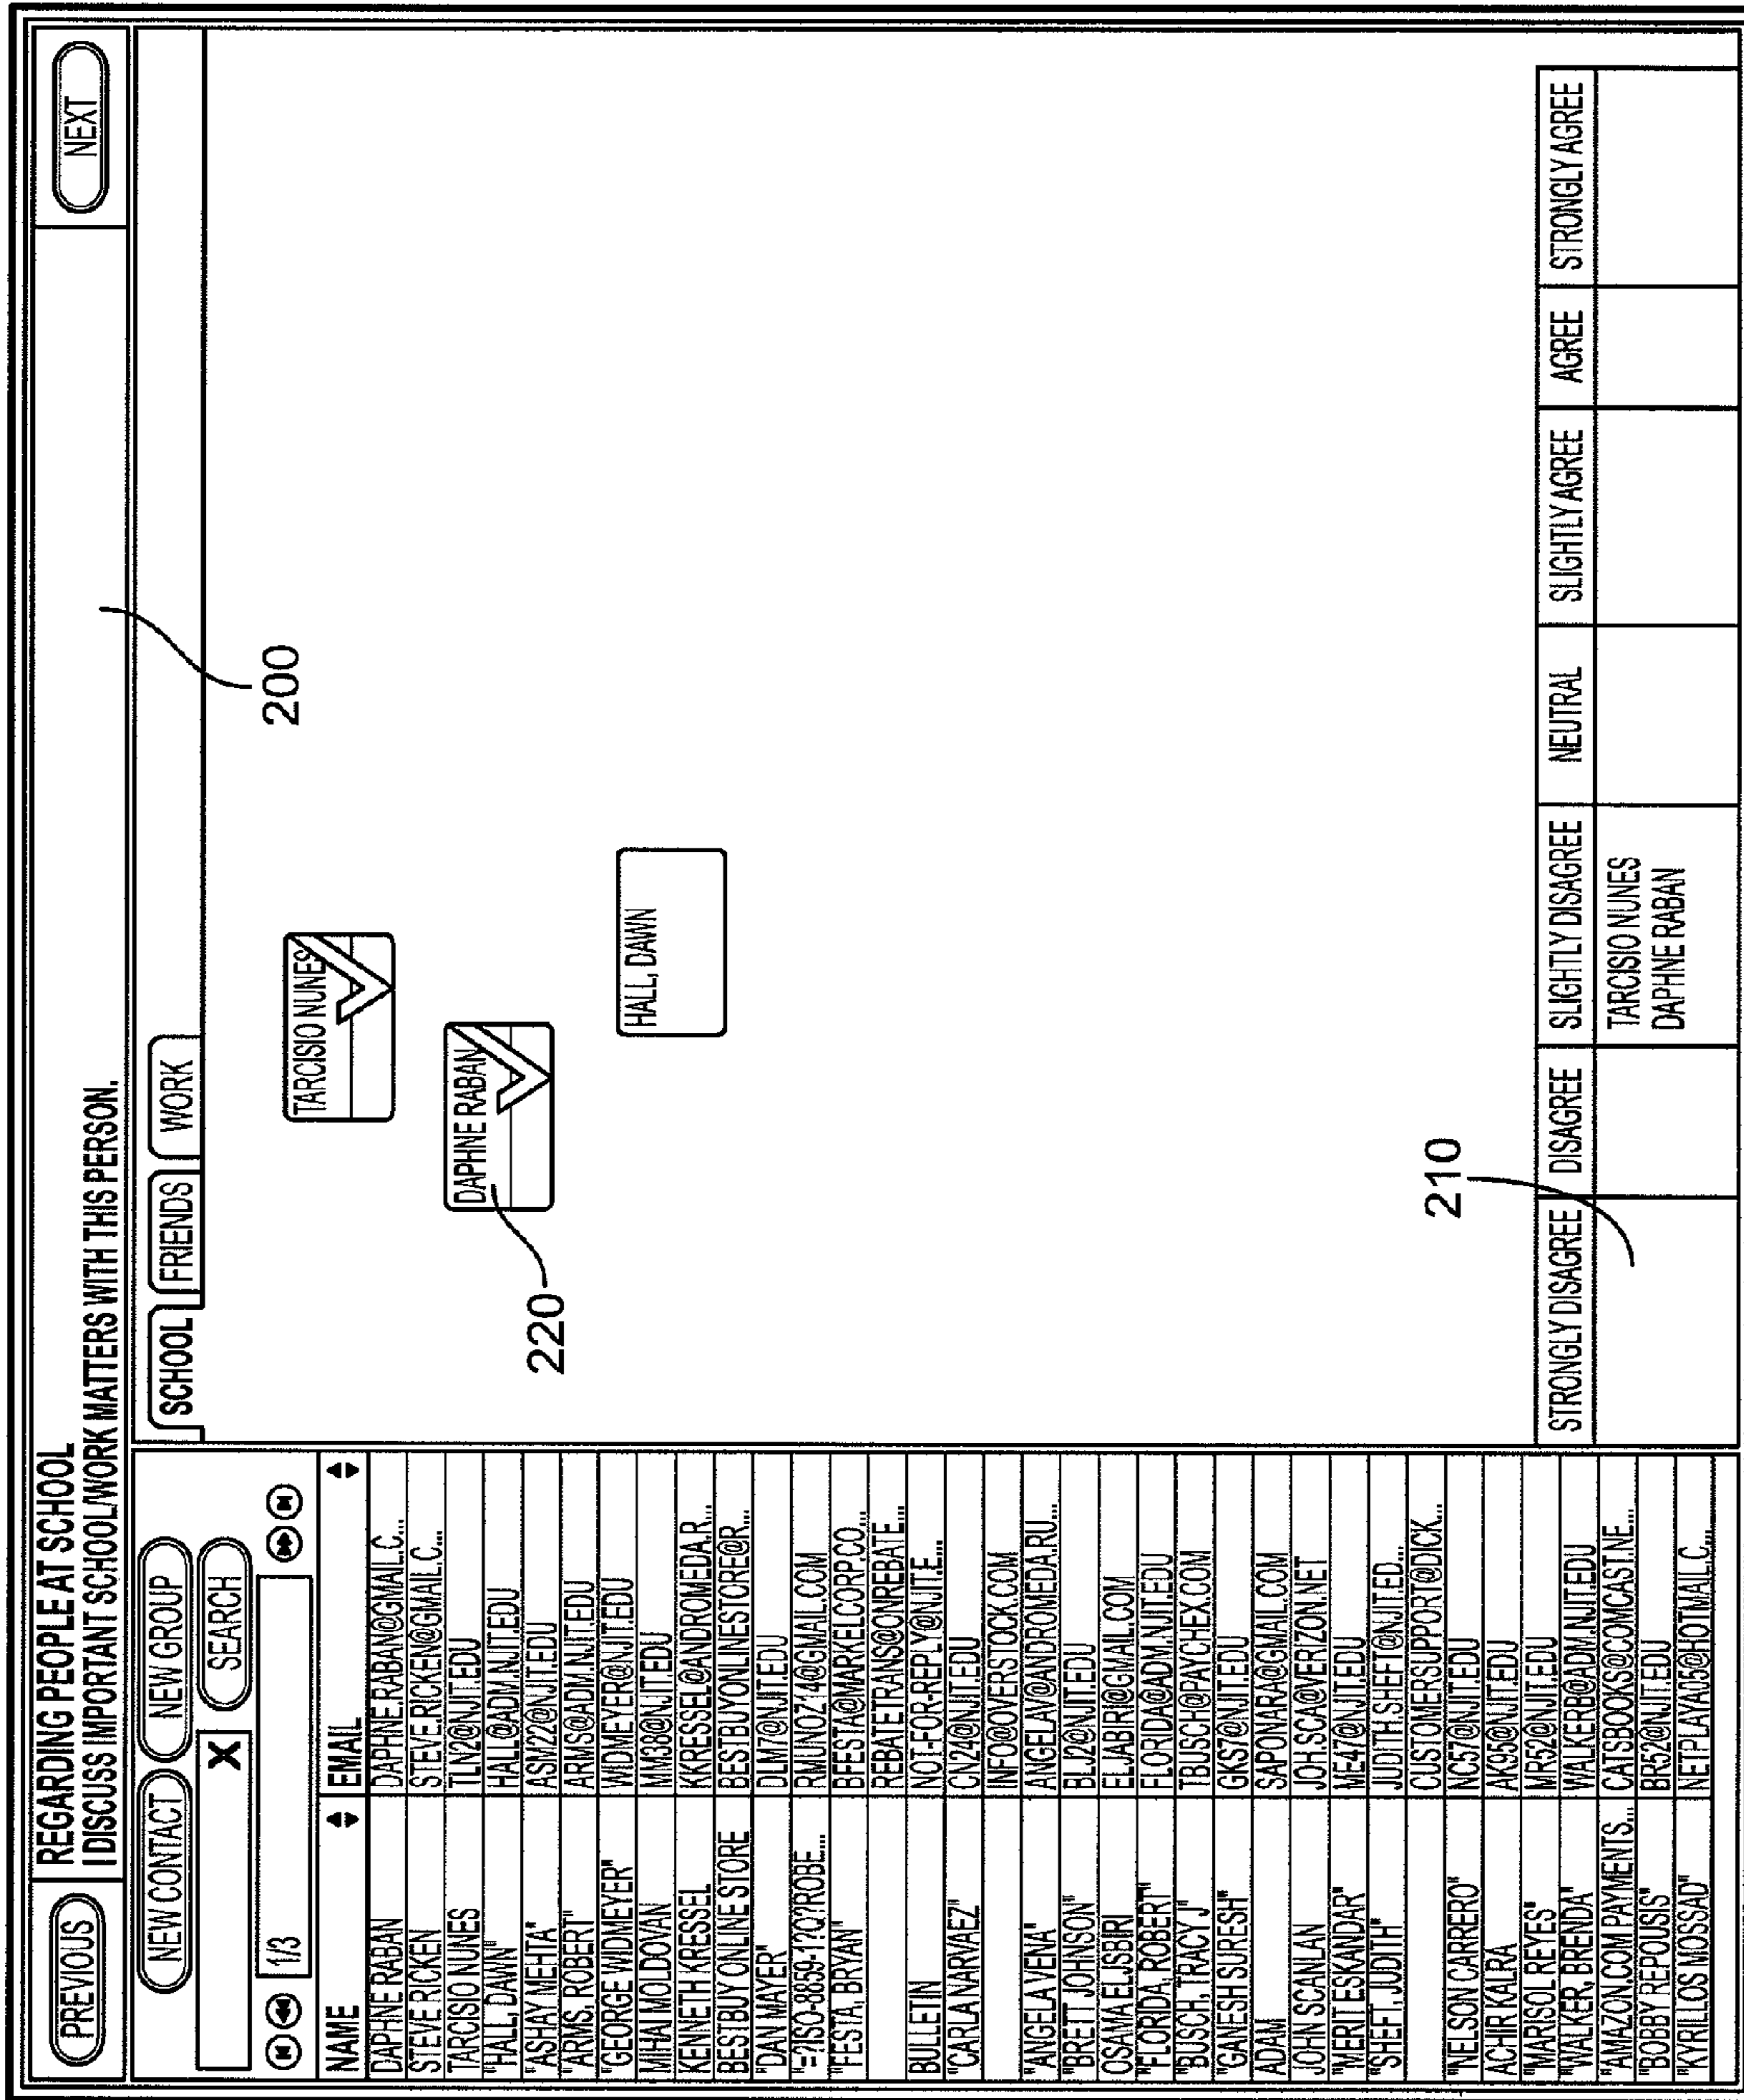 PREVIOUS
REGARDING PEOPLE AT SCHOOL
I DISCUSS IMPORTANT SCHOOL/WORK MATTERS WITH THIS PERSON.
NEXT
200
NEW CONTACT NEW GROUP
X SEARCH
1/3
NAME EMAIL
DAPHNE RABAN DAPHNE.RABAN@GMAIL.C...
STEVE RICKEN STEVE.RICKEN@GMAIL.C...
TARCISIO NUNES TLN2@NJIT.EDU
"HALL, DAWN" HALL@ADM.NJIT.EDU
"ASHAY MEHTA" ASM22@NJIT.EDU
"ARMS, ROBERT" ARMS@ADM.NJIT.EDU
"GEORGE WIDMEYER" WIDMEYER@NJIT.EDU
MIHAI MOLDOVAN MM38@NJIT.EDU
KENNETH KRESSEL KKRESSEL@ANDROMEDA.R...
BESTBUY ONLINE STORE BESTBUYONLINESTORE@R...
"DAN MAYER" DLM7@NJIT.EDU
"=?ISO-8859-1?Q?ROBE... RMUNOZ14@GMAIL.COM
"FESTA, BRYAN" BFESTA@MARKELCORP.CO...
REBATETRANS@ONREBATE...
BULLETIN NOT-FOR-REPLY@NJIT.E...
"CARLA NARVAEZ" CN24@NJIT.EDU
INFO@OVERSTOCK.COM
"ANGELA VENA" ANGELAV@ANDROMEDA.RU...
"BRETT JOHNSON" BLJ2@NJIT.EDU
OSAMA ELJSBIRI ELJABRI@GMAIL.COM
"FLORIDA, ROBERT" FLORIDA@ADM.NJIT.EDU
"BUSCH, TRACY J" TBUSCH@PAYCHEX.COM
"GANESH SURESH" GKS7@NJIT.EDU
ADAM SAPONARA@GMAIL.COM
JOHN SCANLAN JOH.SCA@VERIZON.NET
"MERIT ESKANDAR" ME47@NJIT.EDU
"SHEFT, JUDITH" JUDITH.SHEFT@NJIT.ED...
CUSTOMERSUPPORT@DICK...
"NELSON CARRERO" NC57@NJIT.EDU
ACHIR KALRA AK95@NJIT.EDU
"MARISOL REYES" MR52@NJIT.EDU
"WALKER, BRENDA" WALKERB@ADM.NJIT.EDU
"AMAZON.COM PAYMENTS... CATSBOOKS@COMCAST.NE...
"BOBBY REPOUSIS" BR52@NJIT.EDU
"KYRILLOS MOSSAD" NETPLAYA05@HOTMAIL.C...
SCHOOL FRIENDS WORK
TARCISIO NUNES
DAPHNE RABAN
220
HALL, DAWN
210
STRONGLY DISAGREE DISAGREE SLIGHTLY DISAGREE NEUTRAL SLIGHTLY AGREE AGREE STRONGLY AGREE
TARCISIO NUNES
DAPHNE RABAN